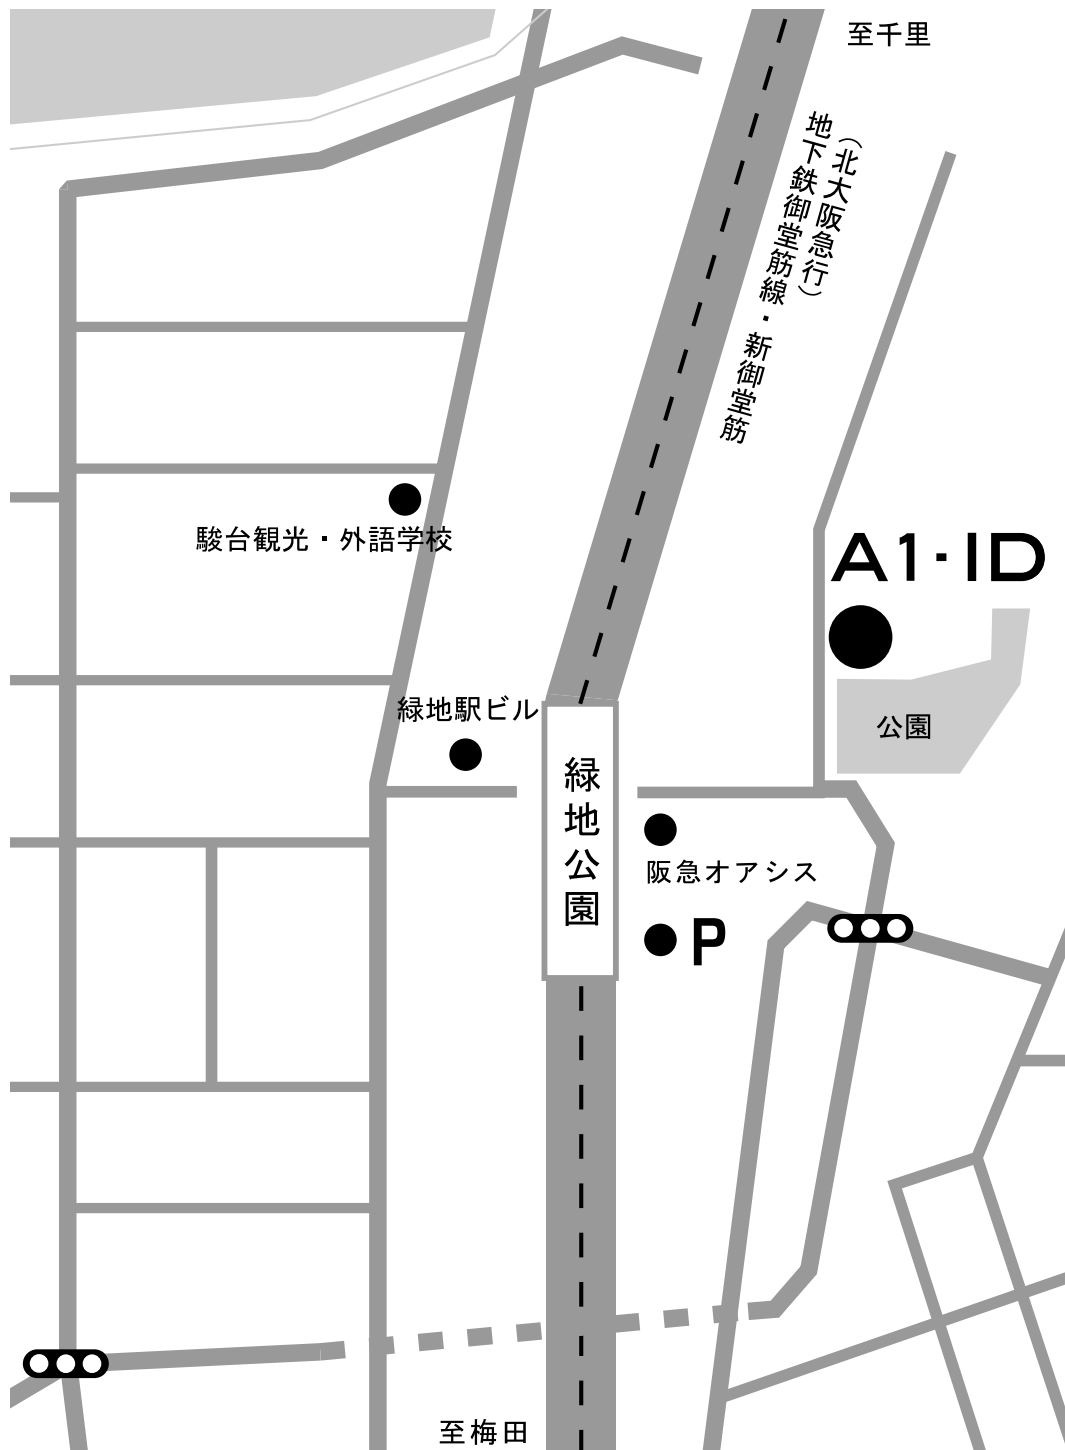 至千里
(北大阪急行)
地下鉄御堂筋線・新御堂筋
A1·ID
駿台観光・外語学校
緑地駅ビル
公園
緑地公園
阪急オアシス
P
至梅田